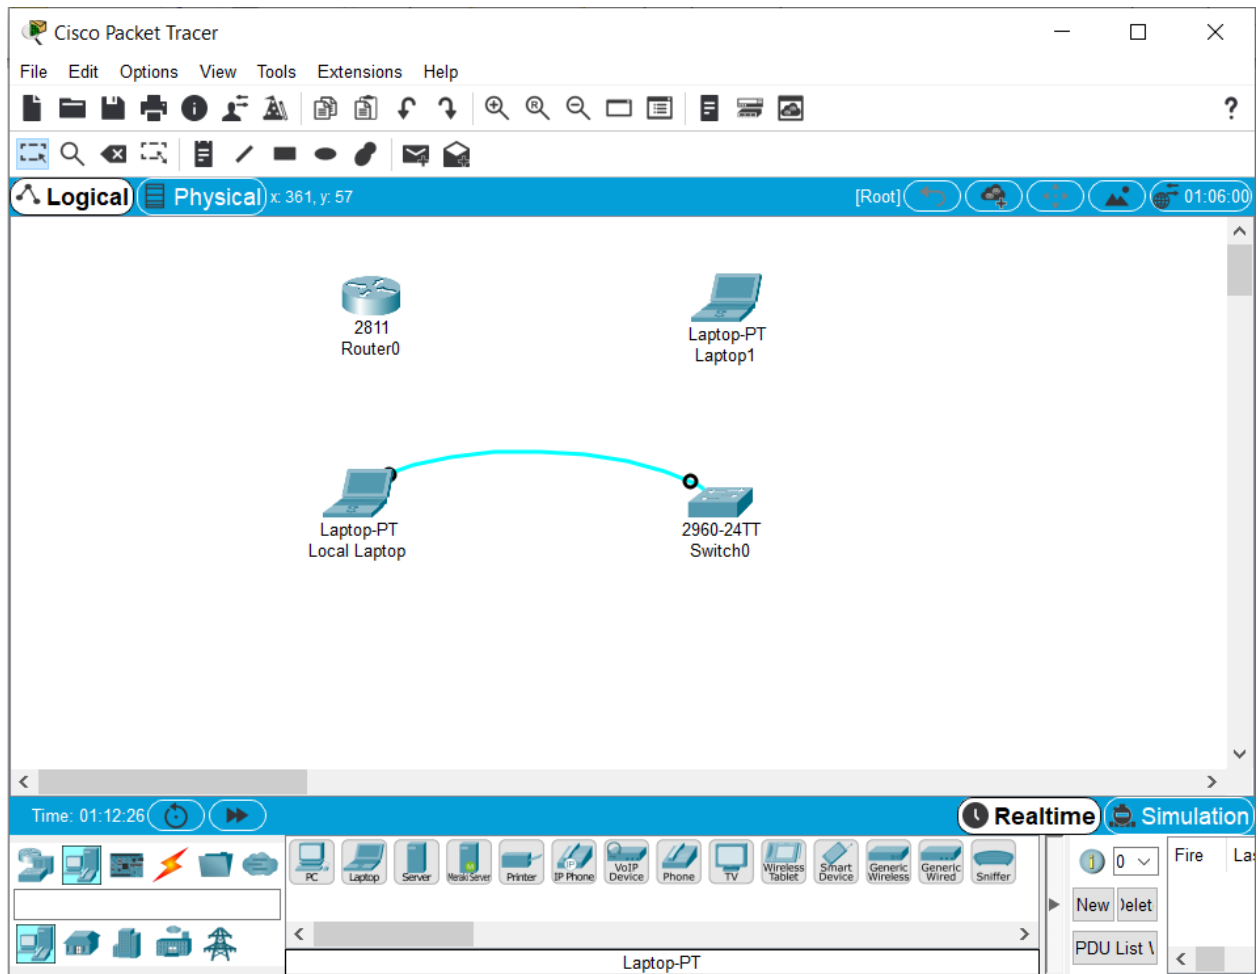 Cisco Packet Tracer
File Edit Options View Tools Extensions Help
R
?
Logical Physical x: 361, y: 57 [Root] 01:06:00
2811
Router0
Laptop-PT
Laptop1
Laptop-PT
Local Laptop
2960-24TT
Switch0
Time: 01:12:26 Realtime Simulation
PC Laptop Server Meraki Server Printer IP Phone VoIP Device Phone TV Wireless Tablet Smart Device Generic Wireless Generic Wired Sniffer
0 Fire La
New Delet
PDU List
Laptop-PT